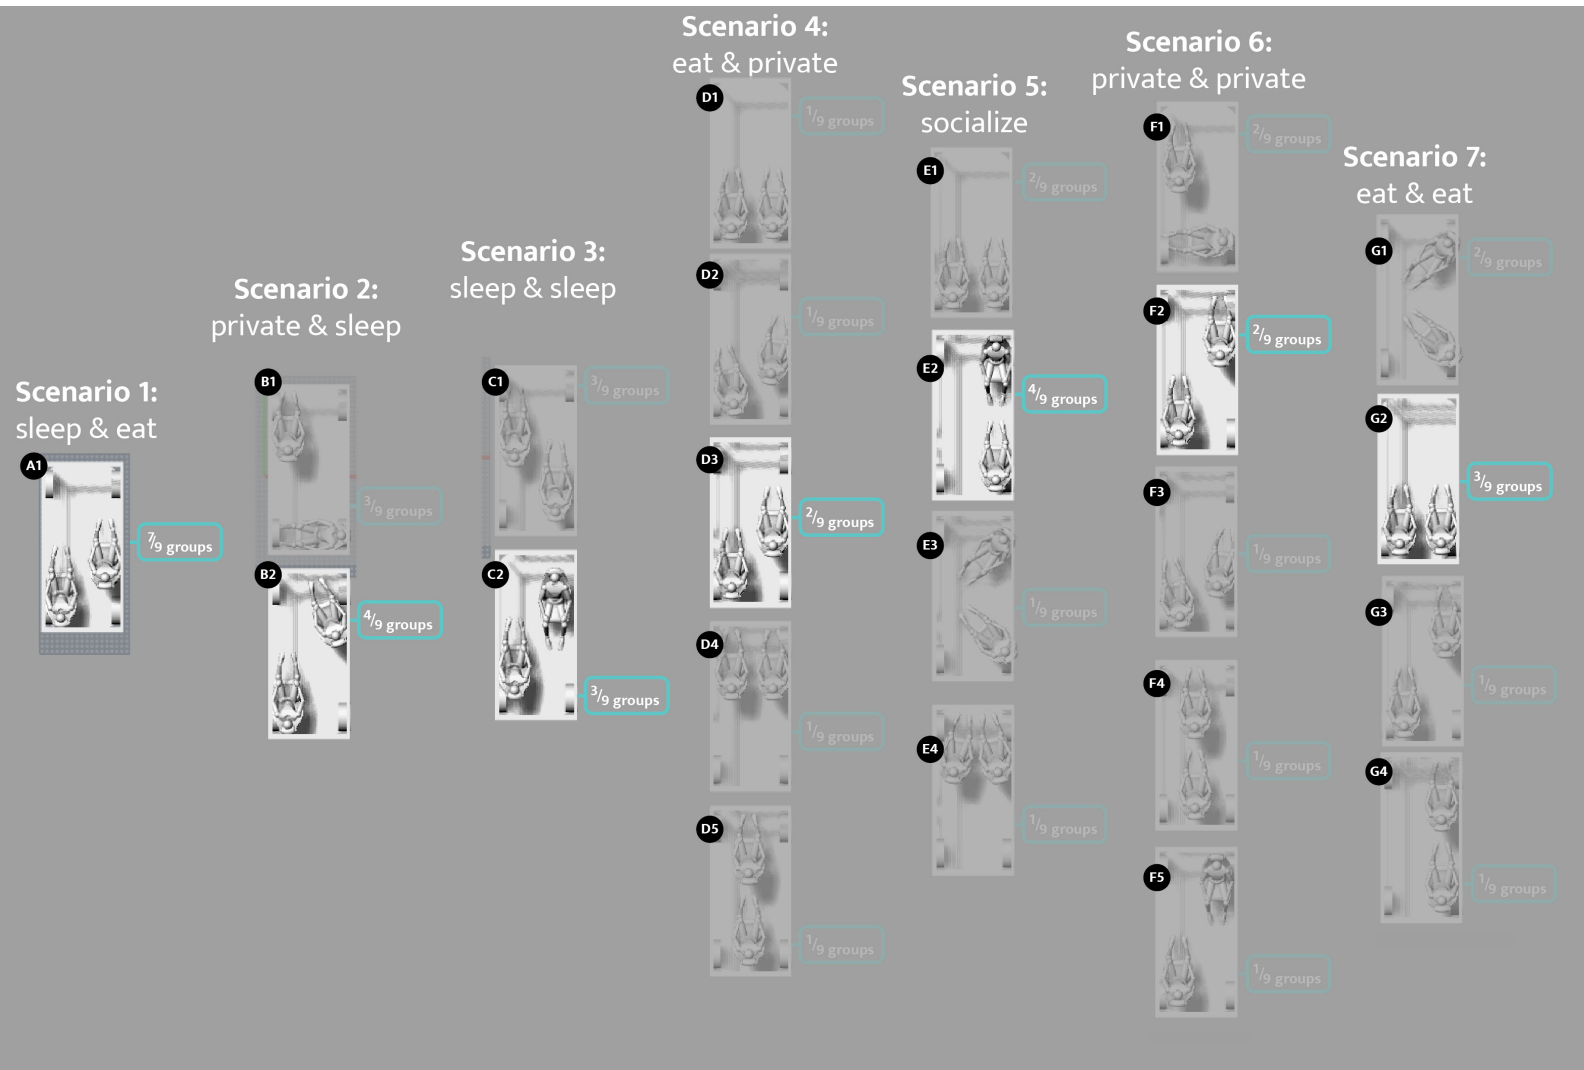 Scenario 1:
sleep & eat
A1
7/9 groups
Scenario 2:
private & sleep
B1
3/9 groups
B2
4/9 groups
Scenario 3:
sleep & sleep
C1
3/9 groups
C2
3/9 groups
Scenario 4:
eat & private
D1
1/9 groups
D2
1/9 groups
D3
2/9 groups
D4
1/9 groups
D5
1/9 groups
Scenario 5:
socialize
E1
2/9 groups
E2
4/9 groups
E3
1/9 groups
E4
1/9 groups
Scenario 6:
private & private
F1
2/9 groups
F2
2/9 groups
F3
1/9 groups
F4
1/9 groups
F5
1/9 groups
Scenario 7:
eat & eat
G1
2/9 groups
G2
3/9 groups
G3
1/9 groups
G4
1/9 groups